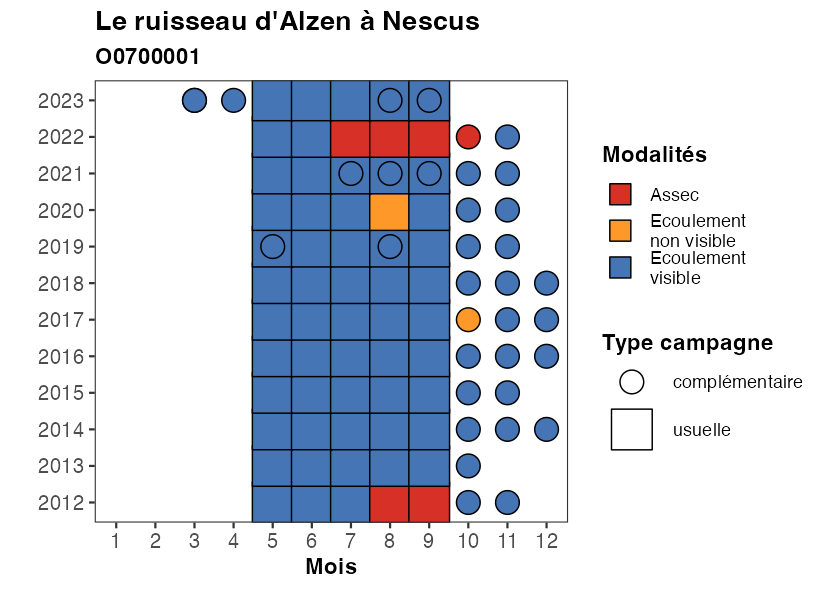 Le ruisseau d'Alzen à Nescus
O0700001
2023
2022
2021
2020
2019
2018
2017
2016
2015
2014
2013
2012
1 2 3 4 5 6 7 8 9 10 11 12
Mois
Modalités
Assec
Ecoulement
non visible
Ecoulement
visible
Type campagne
complémentaire
usuelle